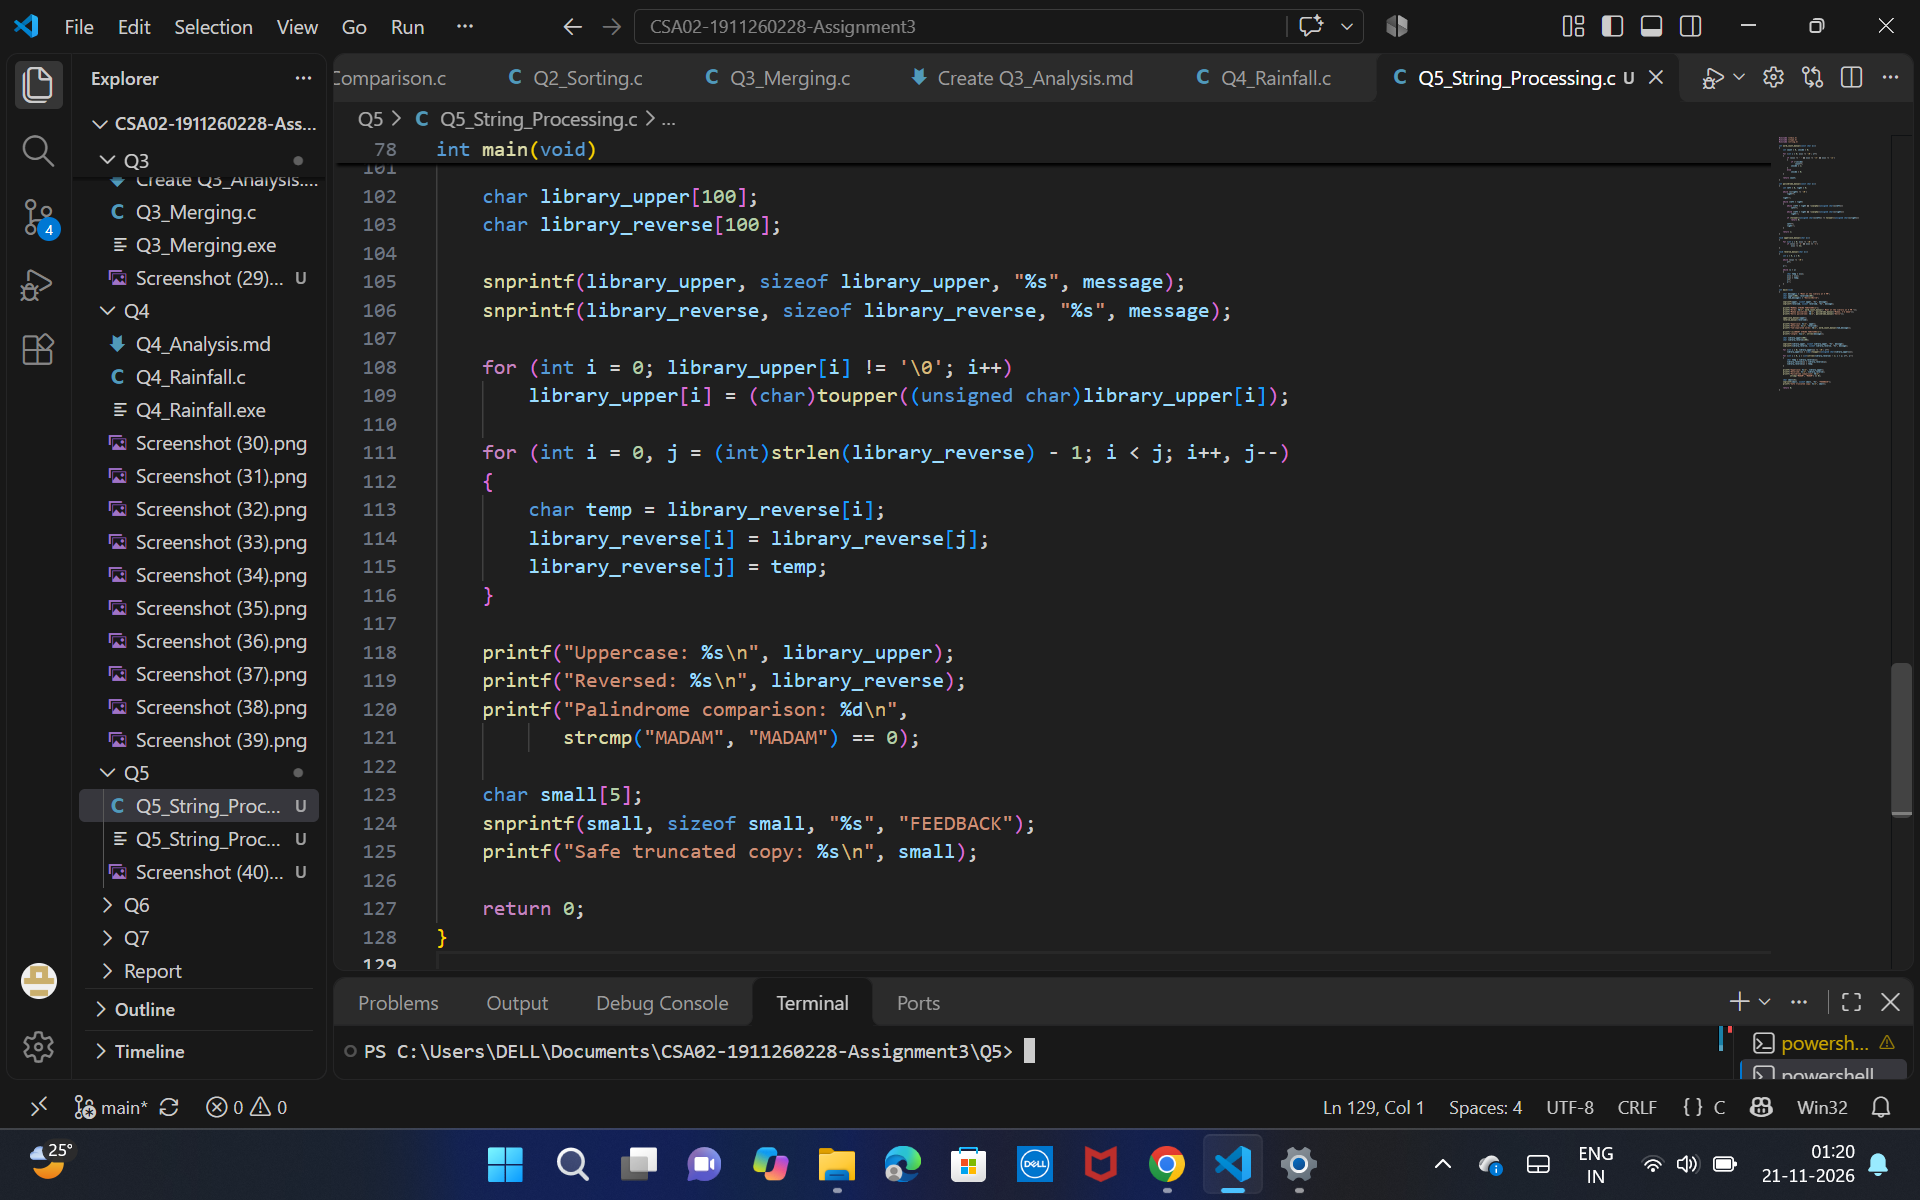 File Edit Selection View Go Run ···
CSA02-1911260228-Assignment3
Explorer ···
CSA02-1911260228-Ass...
Q3
Create Q3_Analysis....
C Q3_Merging.c
Q3_Merging.exe
Screenshot (29)... U
Q4
Q4_Analysis.md
C Q4_Rainfall.c
Q4_Rainfall.exe
Screenshot (30).png
Screenshot (31).png
Screenshot (32).png
Screenshot (33).png
Screenshot (34).png
Screenshot (35).png
Screenshot (36).png
Screenshot (37).png
Screenshot (38).png
Screenshot (39).png
Q5
C Q5_String_Proc... U
Q5_String_Proc... U
Screenshot (40)... U
Q6
Q7
Report
Outline
Timeline
4
Comparison.c C Q2_Sorting.c C Q3_Merging.c Create Q3_Analysis.md C Q4_Rainfall.c C Q5_String_Processing.c U
Q5 > C Q5_String_Processing.c > ...
78 int main(void)
101
102 char library_upper[100];
103 char library_reverse[100];
104
105 snprintf(library_upper, sizeof library_upper, "%s", message);
106 snprintf(library_reverse, sizeof library_reverse, "%s", message);
107
108 for (int i = 0; library_upper[i] != '\0'; i++)
109 library_upper[i] = (char)toupper((unsigned char)library_upper[i]);
110
111 for (int i = 0, j = (int)strlen(library_reverse) - 1; i < j; i++, j--)
112 {
113 char temp = library_reverse[i];
114 library_reverse[i] = library_reverse[j];
115 library_reverse[j] = temp;
116 }
117
118 printf("Uppercase: %s\n", library_upper);
119 printf("Reversed: %s\n", library_reverse);
120 printf("Palindrome comparison: %d\n",
121 strcmp("MADAM", "MADAM") == 0);
122
123 char small[5];
124 snprintf(small, sizeof small, "%s", "FEEDBACK");
125 printf("Safe truncated copy: %s\n", small);
126
127 return 0;
128 }
129
Problems Output Debug Console Terminal Ports
PS C:\Users\DELL\Documents\CSA02-1911260228-Assignment3\Q5>
powersh...
powershell
main* 0 0
Ln 129, Col 1 Spaces: 4 UTF-8 CRLF {} C Win32
25°
DELL
ENG
IN
01:20
21-11-2026